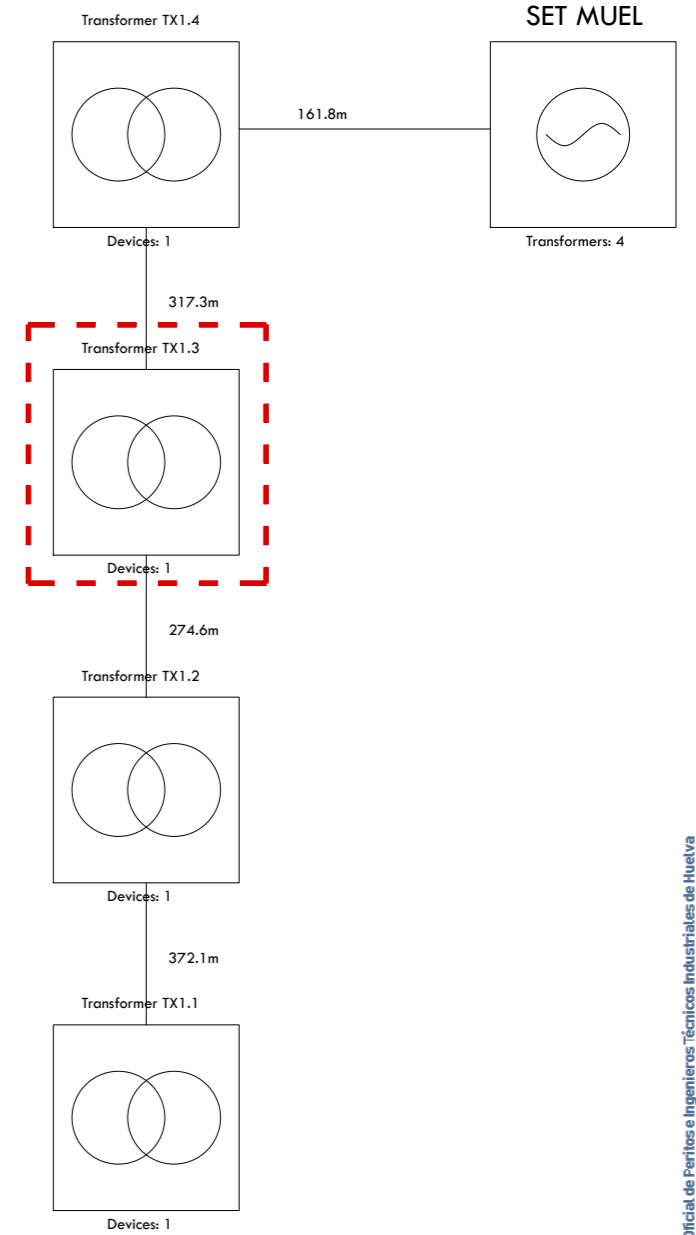 Transformer TX1.4
SET MUEL
161.8m
Devices: 1
Transformers: 4
317.3m
Transformer TX1.3
Devices: 1
274.6m
Transformer TX1.2
Devices: 1
372.1m
Transformer TX1.1
Devices: 1
Oficial de Peritos e Ingenieros Técnicos Industriales de Huelva